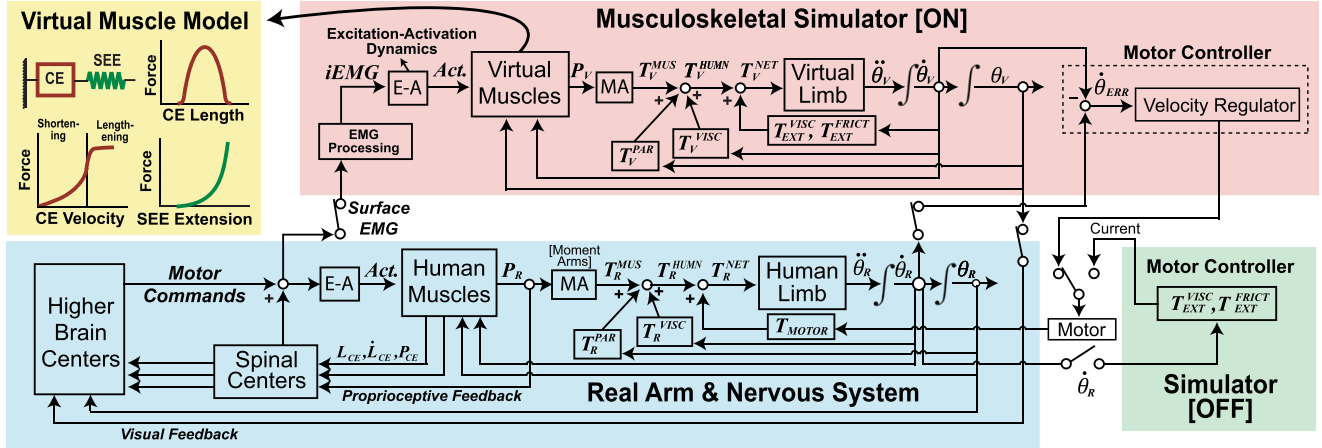 Virtual Muscle Model
CE
SEE
Force
CE Length
Shorten-
ing
Length-
ening
Force
CE Velocity
Force
SEE Extension
Musculoskeletal Simulator [ON]
Excitation-Activation
Dynamics
iEMG
E-A
Act.
Virtual
Muscles
P_V
MA
T_V^MUS
T_V^HUMN
T_V^NET
+
+
+
Virtual
Limb
θ̈_V
∫
θ̇_V
∫
θ_V
T_EXT^VISC, T_EXT^FRICT
T_V^VISC
T_V^PAR
EMG
Processing
Motor Controller
−
θ̇_ERR
Velocity Regulator
Surface
EMG
Higher
Brain
Centers
Motor
Commands
+
E-A
Act.
Human
Muscles
P_R
[Moment
Arms]
MA
T_R^MUS
T_R^HUMN
T_R^NET
+
+
+
Human
Limb
θ̈_R
∫
θ̇_R
∫
θ_R
T_MOTOR
T_R^VISC
T_R^PAR
L_CE, L̇_CE, P_CE
Spinal
Centers
Proprioceptive Feedback
Visual Feedback
Real Arm & Nervous System
Current
Motor
θ̇_R
Motor Controller
T_EXT^VISC, T_EXT^FRICT
Simulator
[OFF]